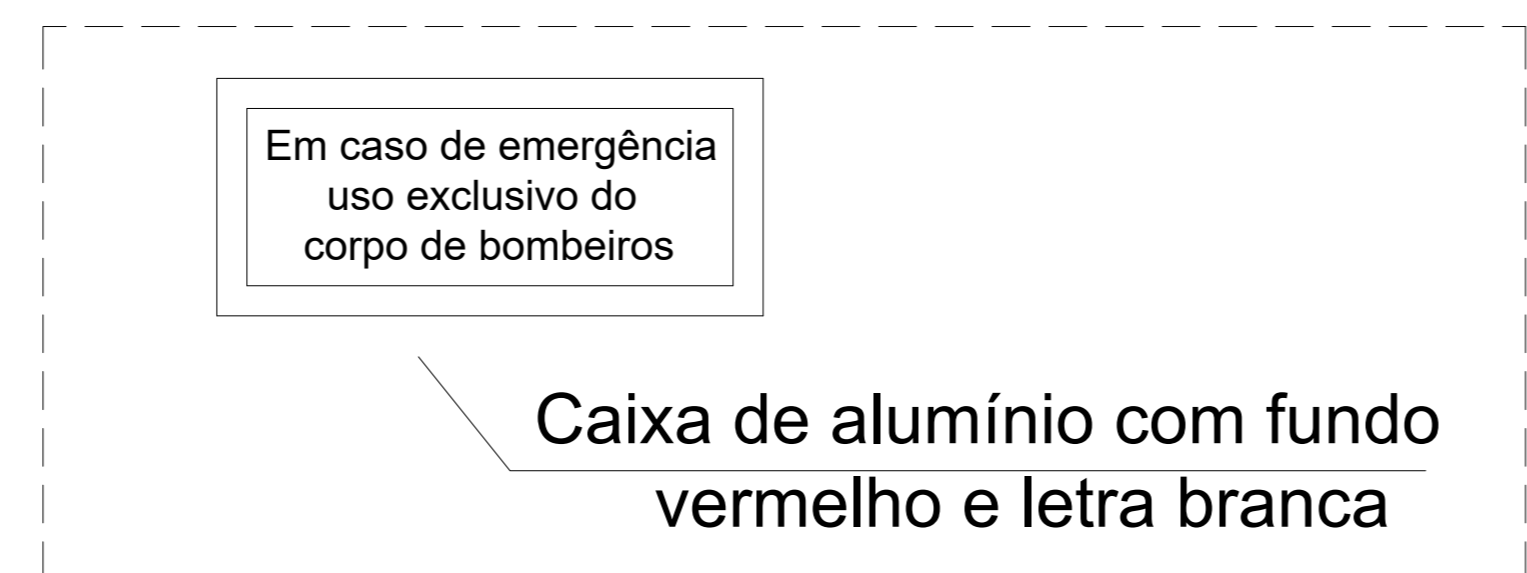 Em caso de emergência
uso exclusivo do
corpo de bombeiros
Caixa de alumínio com fundo
vermelho e letra branca